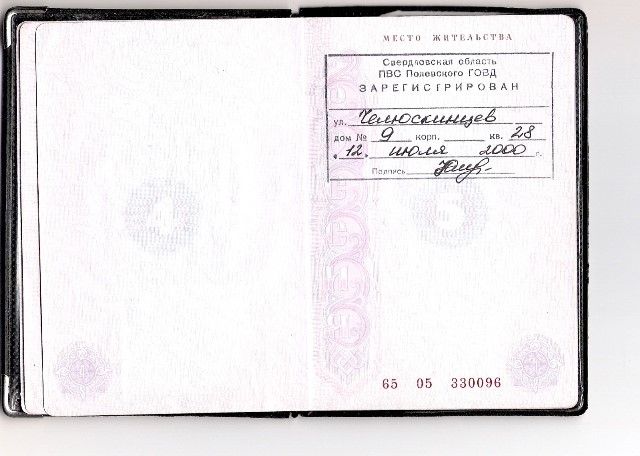 МЕСТО ЖИТЕЛЬСТВА
Свердловская область
ПВС Полевского ГОВД
ЗАРЕГИСТРИРОВАН
ул. Челюскинцев
дом № 9 корп. кв. 28
"12" июля 2000 г.
Подпись
4
5
65 05 330096